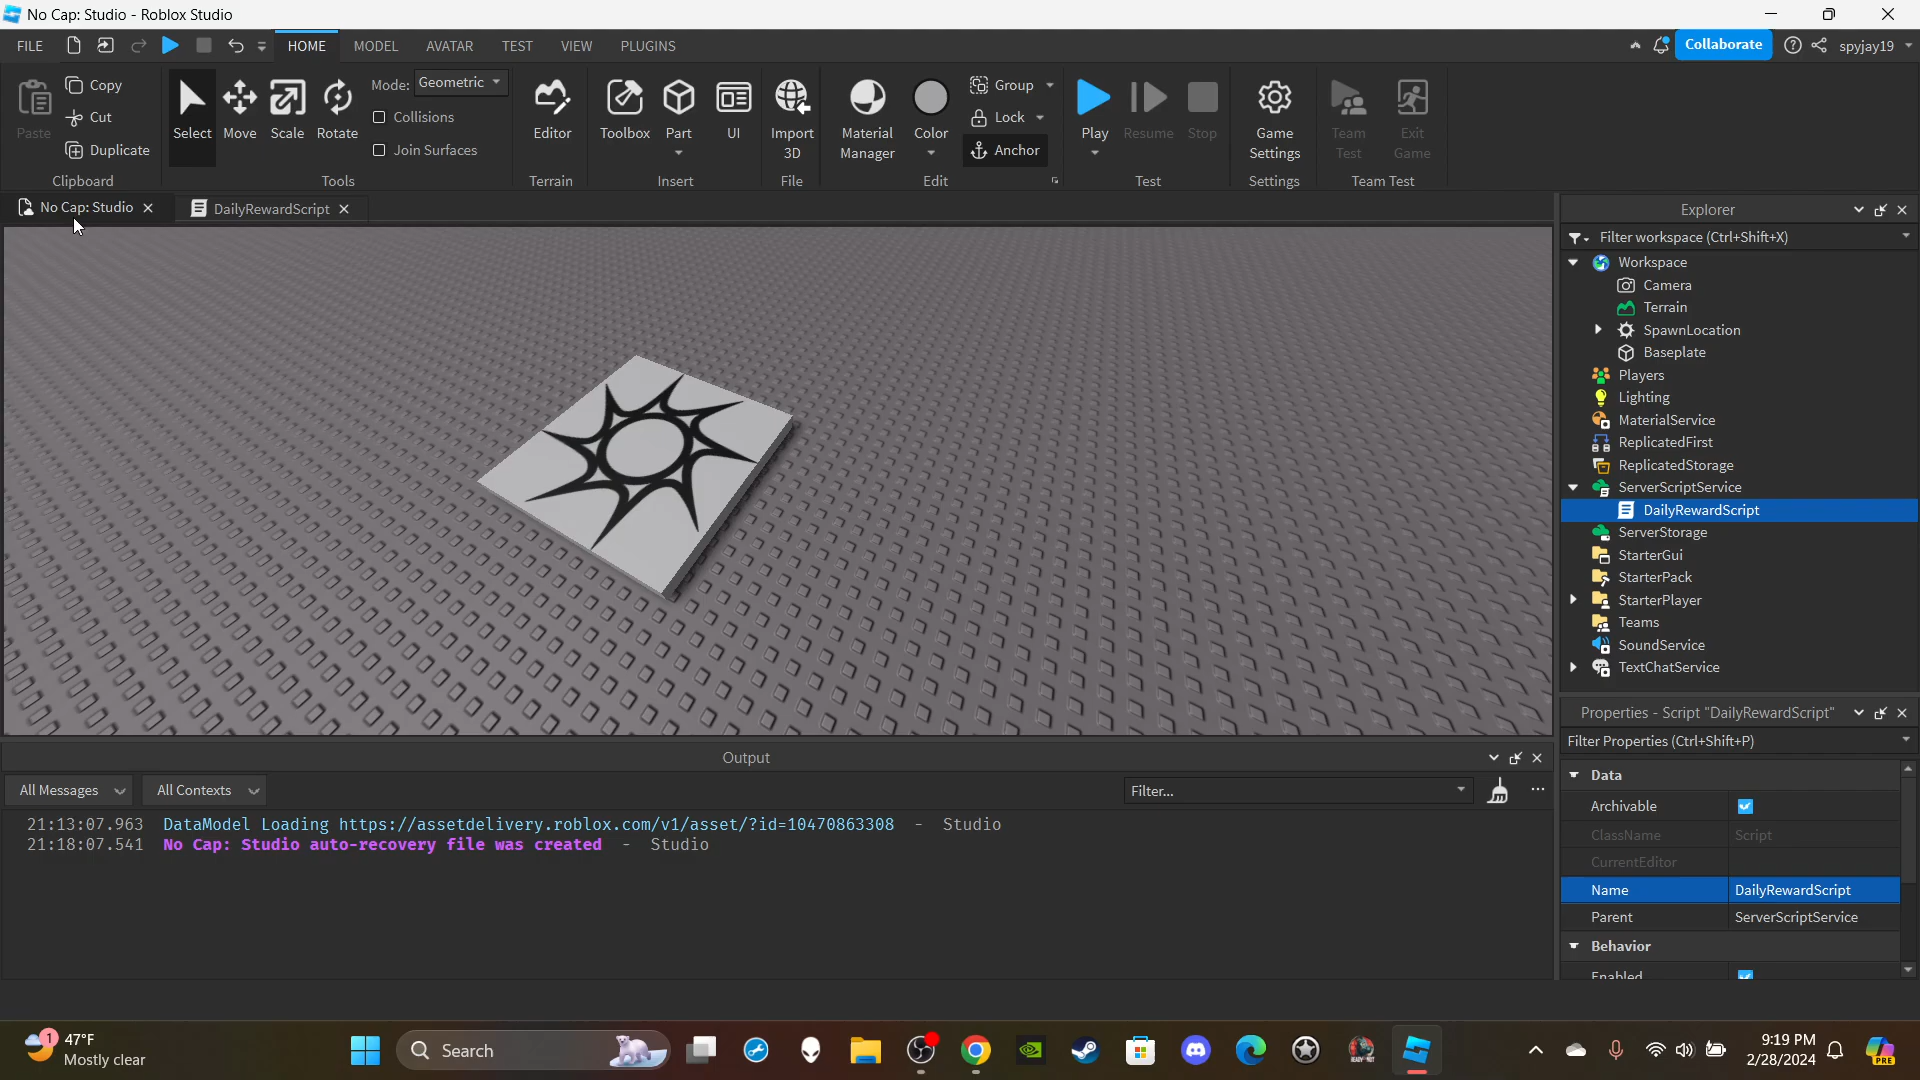 No Cap: Studio - Roblox Studio
FILE HOME MODEL AVATAR TEST VIEW PLUGINS Collaborate spyjay19
Paste Copy Cut Duplicate Clipboard
Select Move Scale Rotate Mode: Geometric Collisions Join Surfaces Tools
Editor Terrain
Toolbox Part UI Insert
Import 3D File
Material Manager Color Group Lock Anchor Edit
Play Resume Stop Test
Game Settings Settings
Team Test Exit Game Team Test
No Cap: Studio DailyRewardScript
Explorer
Filter workspace (Ctrl+Shift+X)
Workspace
Camera
Terrain
SpawnLocation
Baseplate
Players
Lighting
MaterialService
ReplicatedFirst
ReplicatedStorage
ServerScriptService
DailyRewardScript
ServerStorage
StarterGui
StarterPack
StarterPlayer
Teams
SoundService
TextChatService
Properties - Script "DailyRewardScript"
Filter Properties (Ctrl+Shift+P)
Data
Archivable
ClassName Script
CurrentEditor
Name DailyRewardScript
Parent ServerScriptService
Behavior
Enabled
Output
All Messages All Contexts Filter...
21:13:07.963 DataModel Loading https://assetdelivery.roblox.com/v1/asset/?id=10470863308 - Studio
21:18:07.541 No Cap: Studio auto-recovery file was created - Studio
1 47°F
Mostly clear
Search
9:19 PM
2/28/2024
PRE